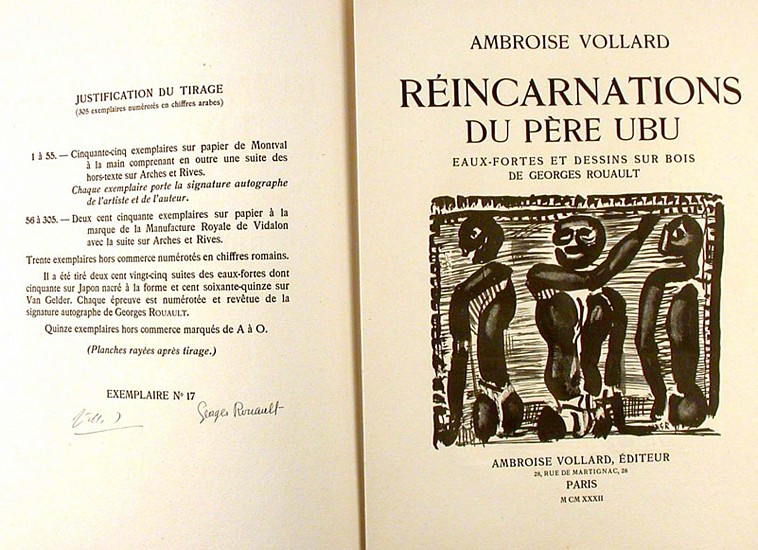 JUSTIFICATION DU TIRAGE
(305 exemplaires numérotés en chiffres arabes)
1 à 55. — Cinquante-cinq exemplaires sur papier de Montval
à la main comprenant en outre une suite des
hors-texte sur Arches et Rives.
Chaque exemplaire porte la signature autographe
de l'artiste et de l'auteur.
56 à 305. — Deux cent cinquante exemplaires sur papier à la
marque de la Manufacture Royale de Vidalon
avec la suite sur Arches et Rives.
Trente exemplaires hors commerce numérotés en chiffres romains.
Il a été tiré deux cent vingt-cinq suites des eaux-fortes dont
cinquante sur Japon nacré à la forme et cent soixante-quinze sur
Van Gelder. Chaque épreuve est numérotée et revêtue de la
signature autographe de Georges ROUAULT.
Quinze exemplaires hors commerce marqués de A à O.
(Planches rayées après tirage.)
EXEMPLAIRE Nº 17
Georges Rouault
AMBROISE VOLLARD
RÉINCARNATIONS
DU PÈRE UBU
EAUX-FORTES ET DESSINS SUR BOIS
DE GEORGES ROUAULT
GR
AMBROISE VOLLARD, ÉDITEUR
28, RUE DE MARTIGNAC, 28
PARIS
MCMXXXII